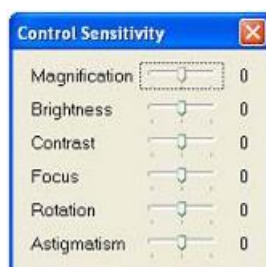 Control Sensitivity
Magnification 0
Brightness 0
Contrast 0
Focus 0
Rotation 0
Astigmatism 0